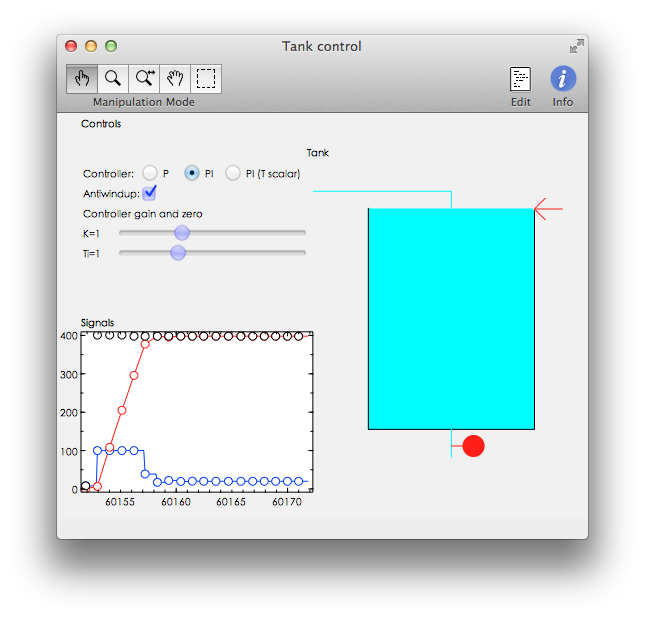 Tank control
Manipulation Mode
Edit
Info
Controls
Tank
Controller:
P
PI
PI (T scalar)
Antiwindup:
Controller gain and zero
K=1
Ti=1
Signals
400
300
200
100
0
60155
60160
60165
60170